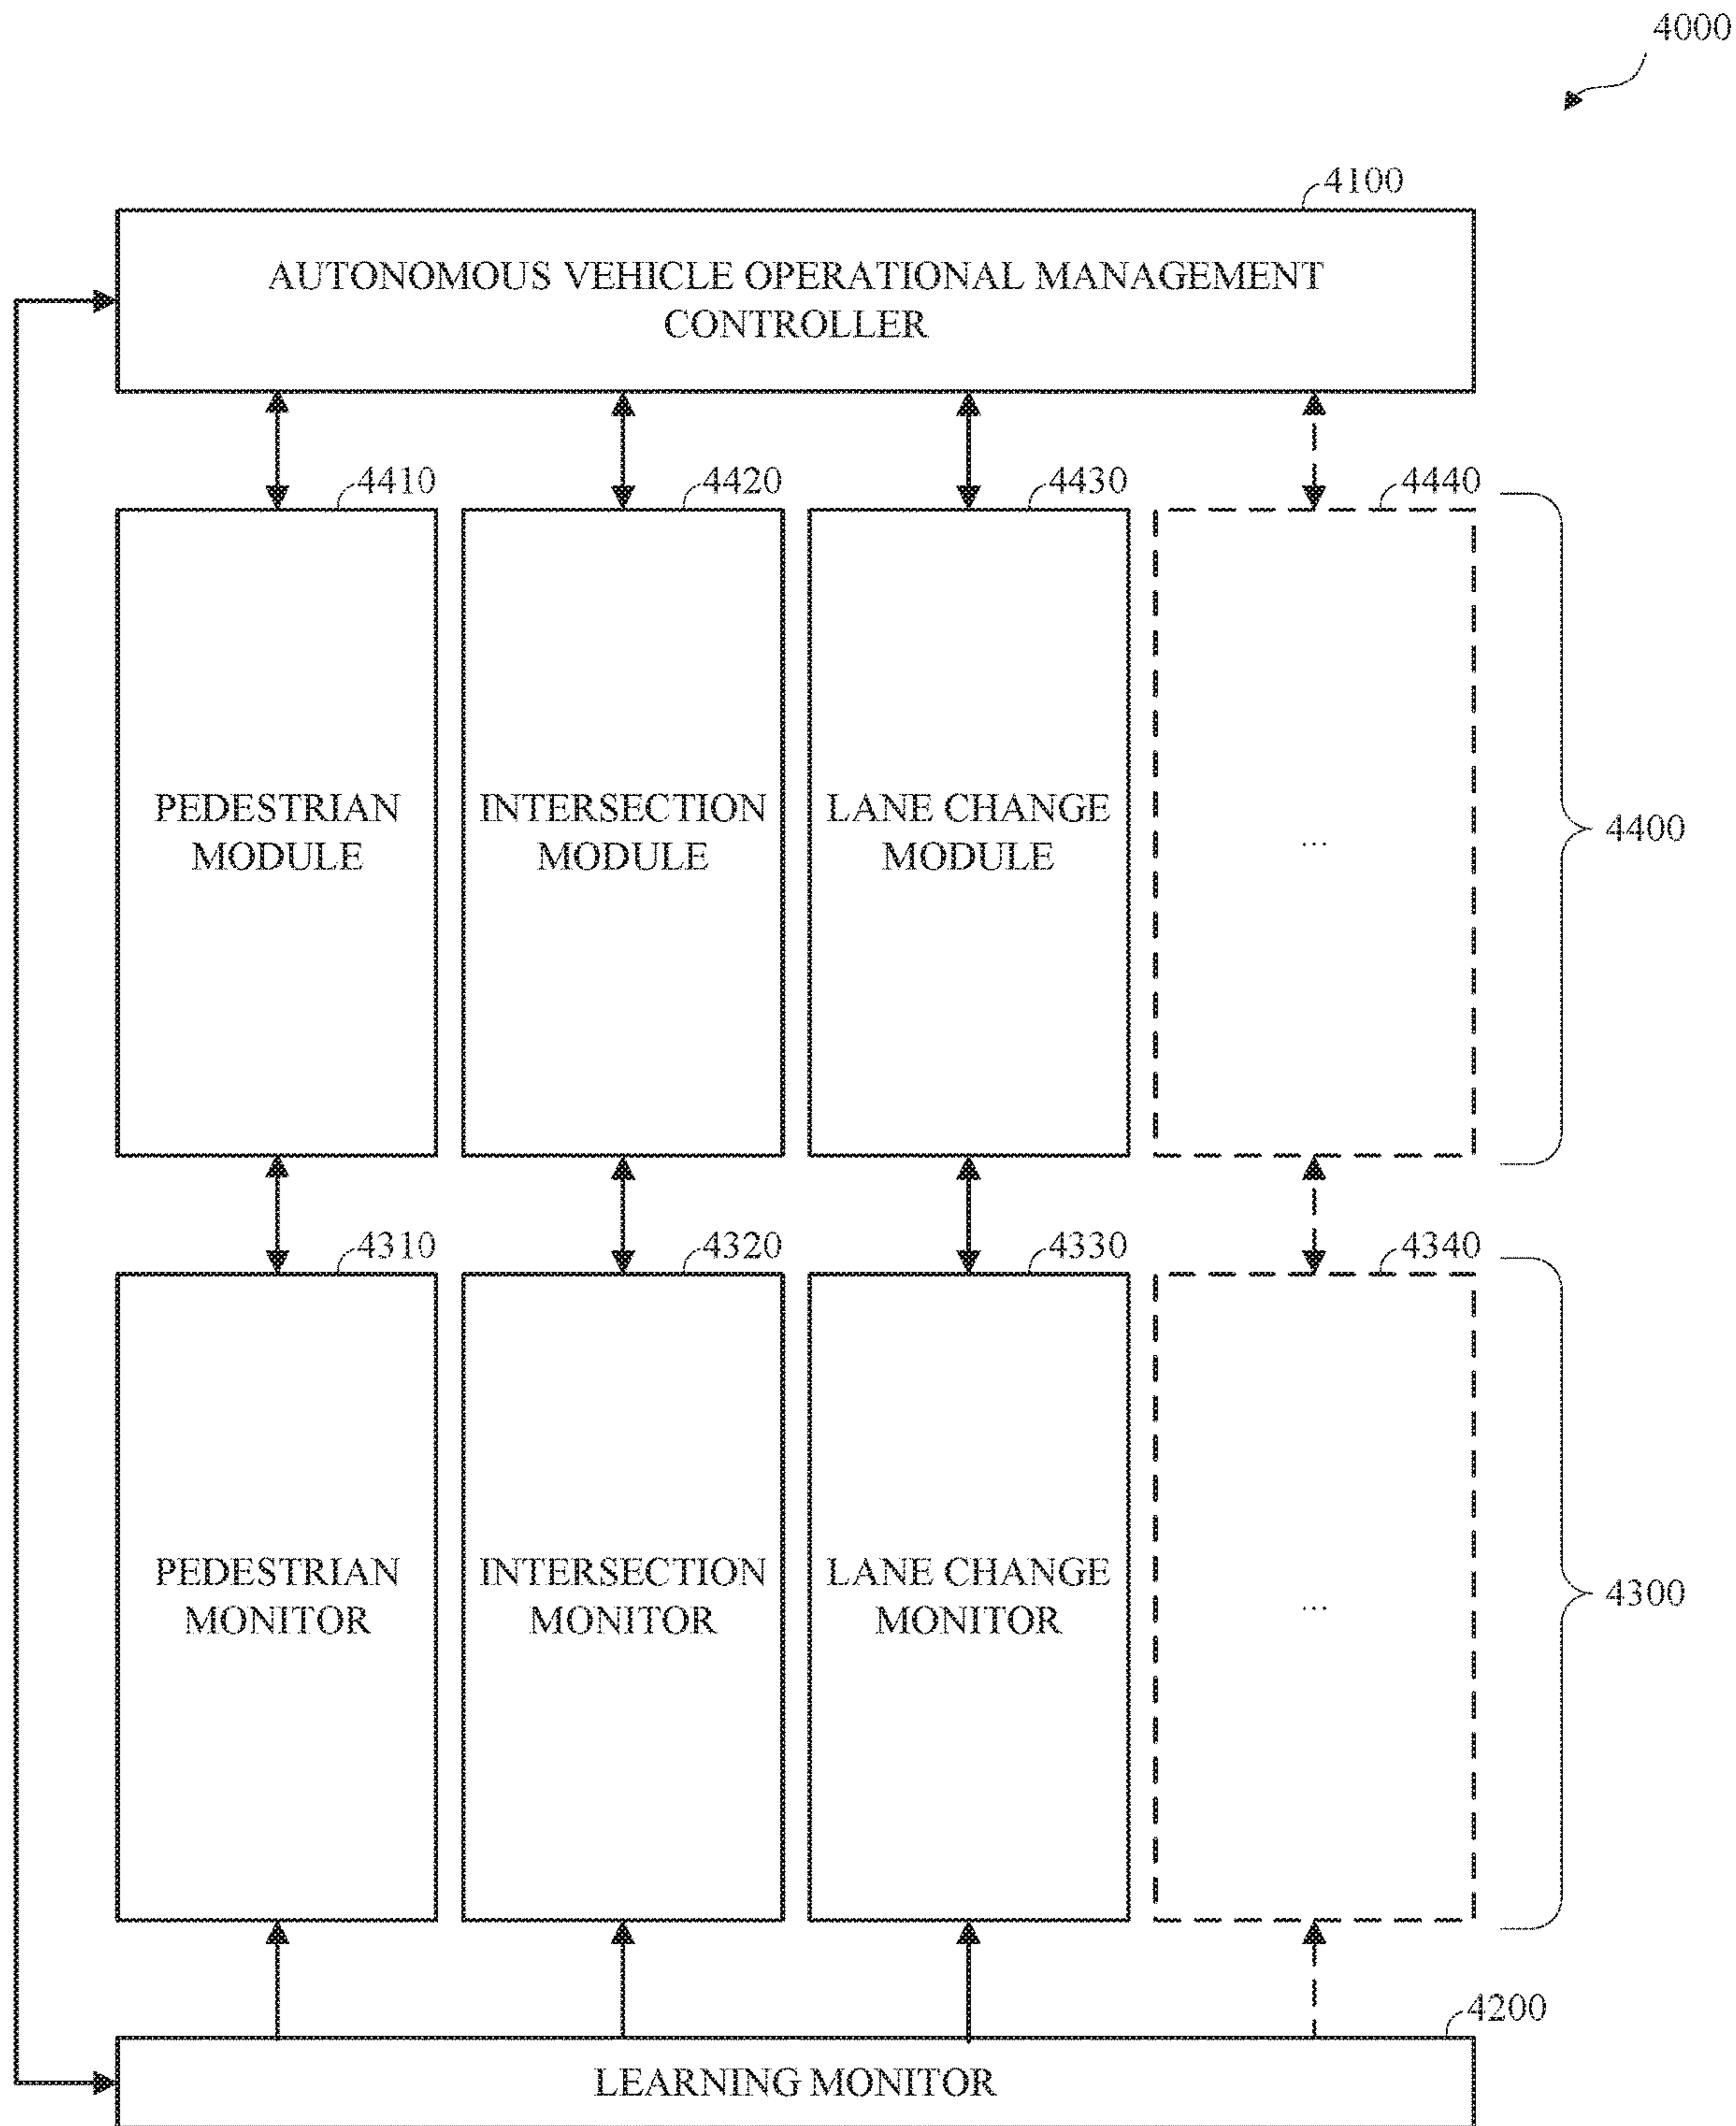 4000
4100
AUTONOMOUS VEHICLE OPERATIONAL MANAGEMENT
CONTROLLER
4410
4420
4430
4440
PEDESTRIAN
MODULE
INTERSECTION
MODULE
LANE CHANGE
MODULE
...
4400
4310
4320
4330
4340
PEDESTRIAN
MONITOR
INTERSECTION
MONITOR
LANE CHANGE
MONITOR
...
4300
4200
LEARNING MONITOR